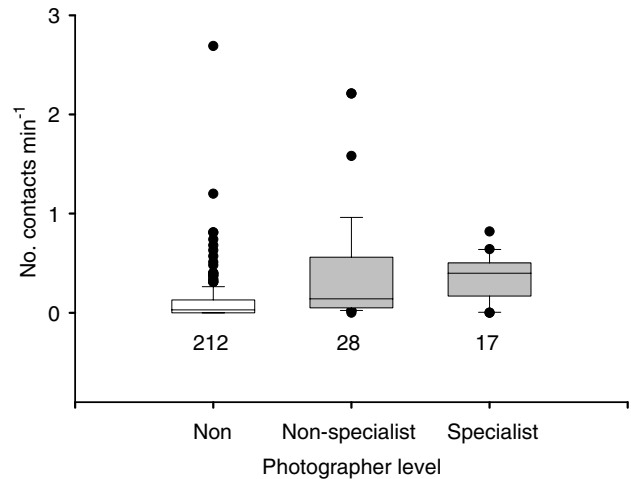 3
2
1
0
No. contacts min⁻¹
212 28 17
Non Non-specialist Specialist
Photographer level